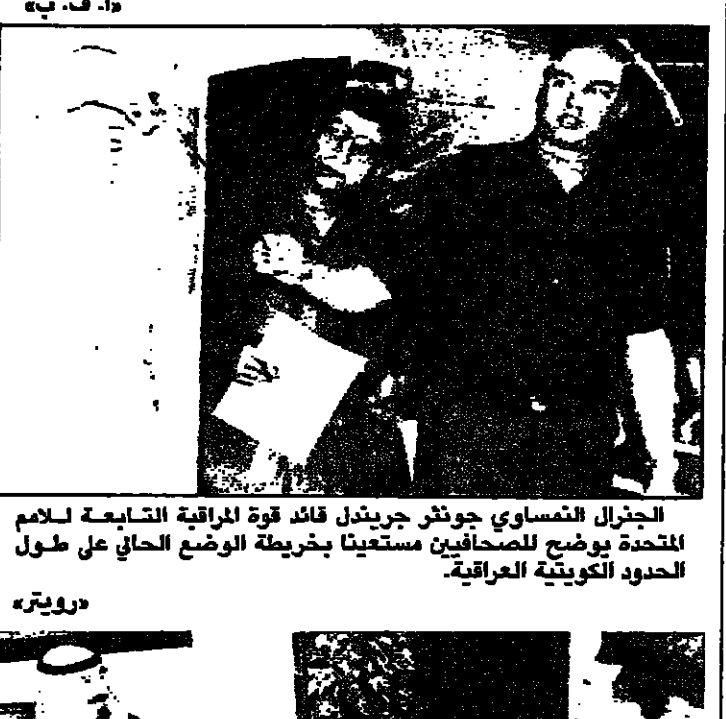 «أ. ف. ب»
الجنرال النمساوي جونثر جريندل قائد قوة المراقبة التابعة للامم
المتحدة يوضح للصحافيين مستعينا بخريطة الوضع الحالي على طول
الحدود الكويتية العراقية.
«رويتر»